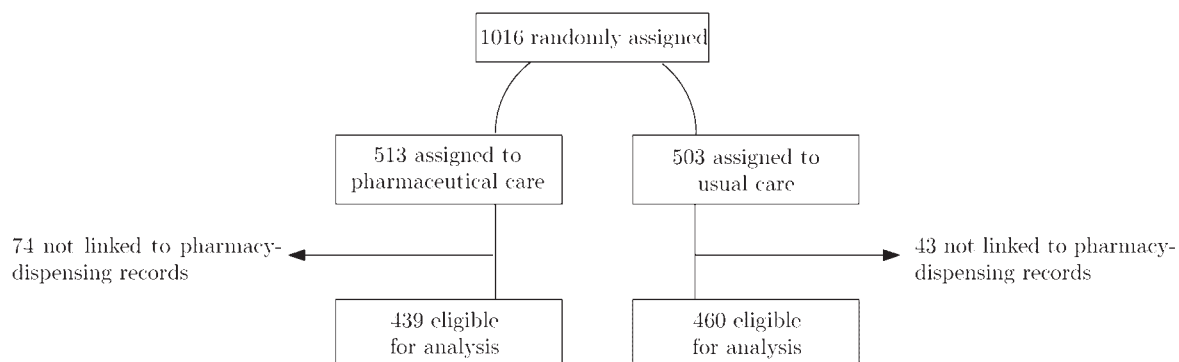 1016 randomly assigned
513 assigned to
pharmaceutical care
503 assigned to
usual care
74 not linked to pharmacy-
dispensing records
43 not linked to pharmacy-
dispensing records
439 eligible
for analysis
460 eligible
for analysis